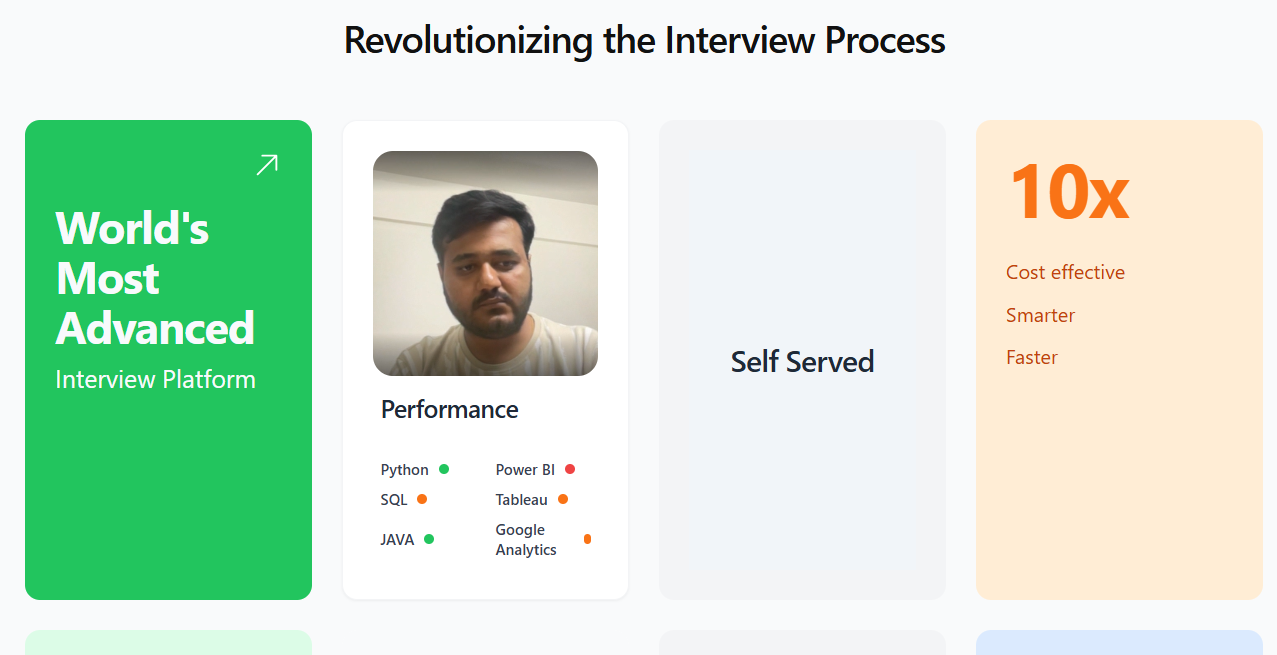 Revolutionizing the Interview Process
World's
Most
Advanced
Interview Platform
Performance
Python
Power BI
SQL
Tableau
JAVA
Google
Analytics
Self Served
10x
Cost effective
Smarter
Faster